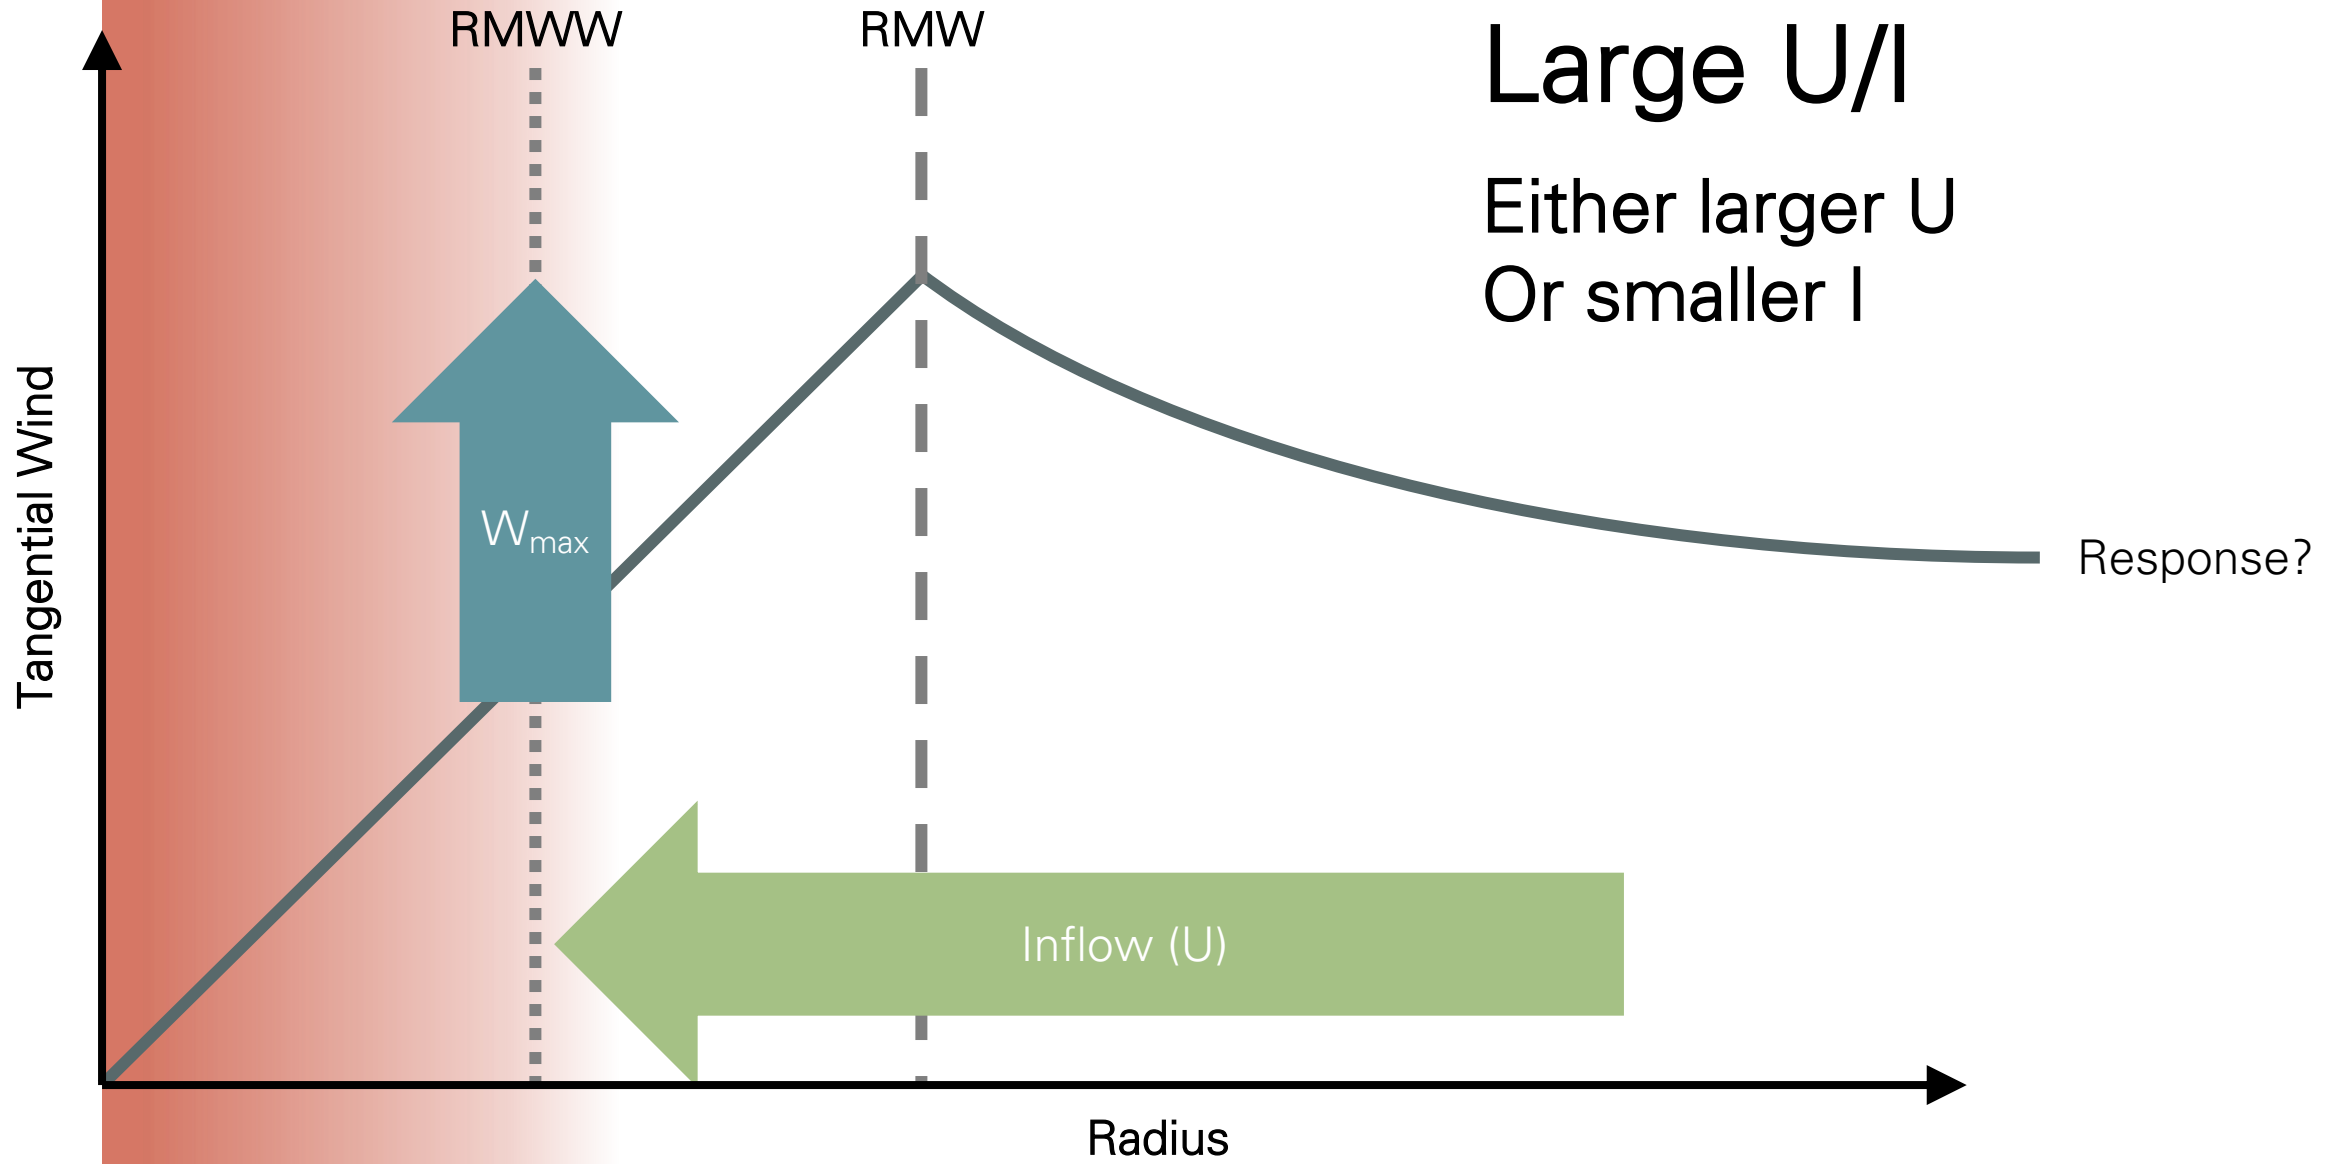 RMWW
RMW
Large U/I
Either larger U
Or smaller I
Tangential Wind
Wmax
Response?
Inflow (U)
Radius